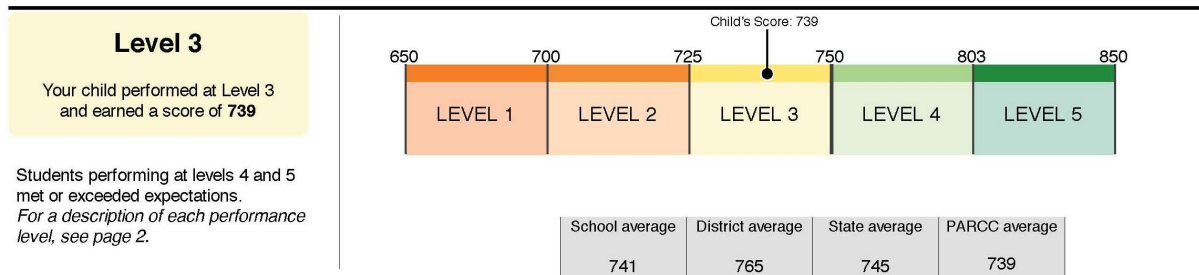 Level 3
Your child performed at Level 3
and earned a score of 739
Students performing at levels 4 and 5
met or exceeded expectations.
For a description of each performance
level, see page 2.
Child's Score: 739
650 700 725 750 803 850
LEVEL 1 LEVEL 2 LEVEL 3 LEVEL 4 LEVEL 5
School average District average State average PARCC average
741 765 745 739